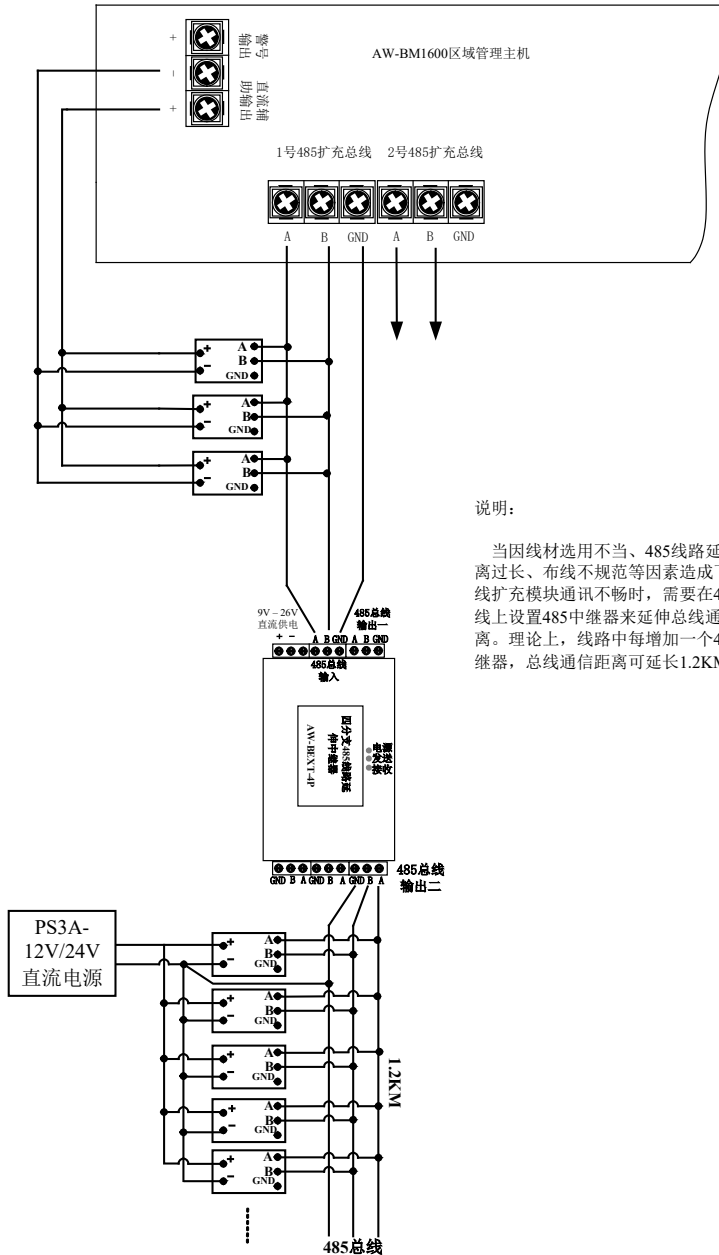 AW-BM1600区域管理主机
+
警号
输出
-
直流辅
助输出
+
1号485扩充总线 2号485扩充总线
A B GND A B GND
+ A
- B
GND
+ A
- B
GND
+ A
- B
GND
说明：
当因线材选用不当、485线路延
离过长、布线不规范等因素造成
线扩充模块通讯不畅时，需要在4
线上设置485中继器来延伸总线通
离。理论上，线路中每增加一个4
继器，总线通信距离可延长1.2KM
9V－26V
直流供电
+ -
485总线
输出一
A B GND A B GND
485总线
输入
四分支485线路延
伸中继器
AW-BEXT-4P
电源
发送
接收
GND B A GND B A GND B A
485总线
输出二
PS3A-
12V/24V
直流电源
+ A
- B
GND
+ A
- B
GND
+ A
- B
GND
+ A
- B
GND
+ A
- B
GND
1.2KM
485总线